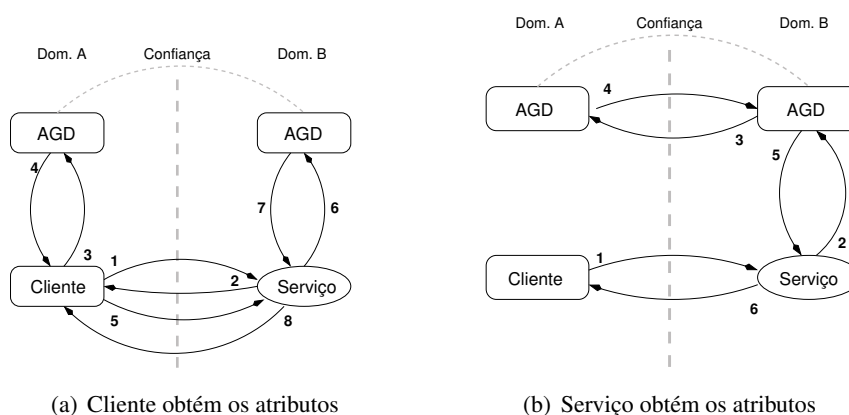 Dom. A Confiança Dom. B
AGD
AGD
4
7
6
3
1
2
Cliente
Serviço
5
8
(a) Cliente obtém os atributos
Dom. A Confiança Dom. B
4
AGD
AGD
3
5
1
2
Cliente
Serviço
6
(b) Serviço obtém os atributos